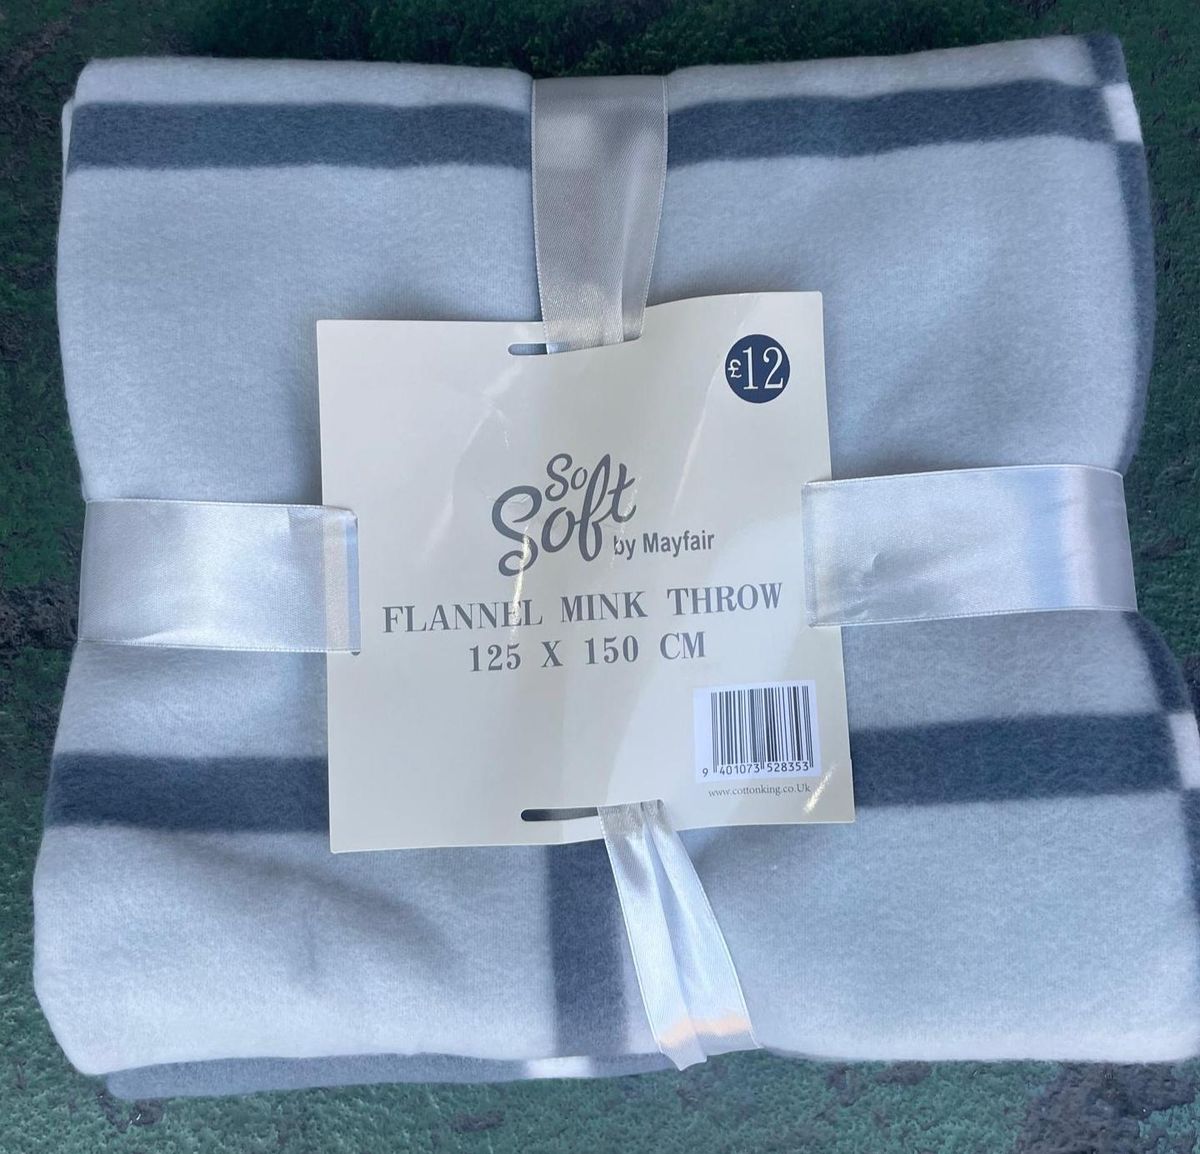 £12
So
Soft
by Mayfair
FLANNEL MINK THROW
125 X 150 CM
9 401073 528353
www.cottonking.co.Uk